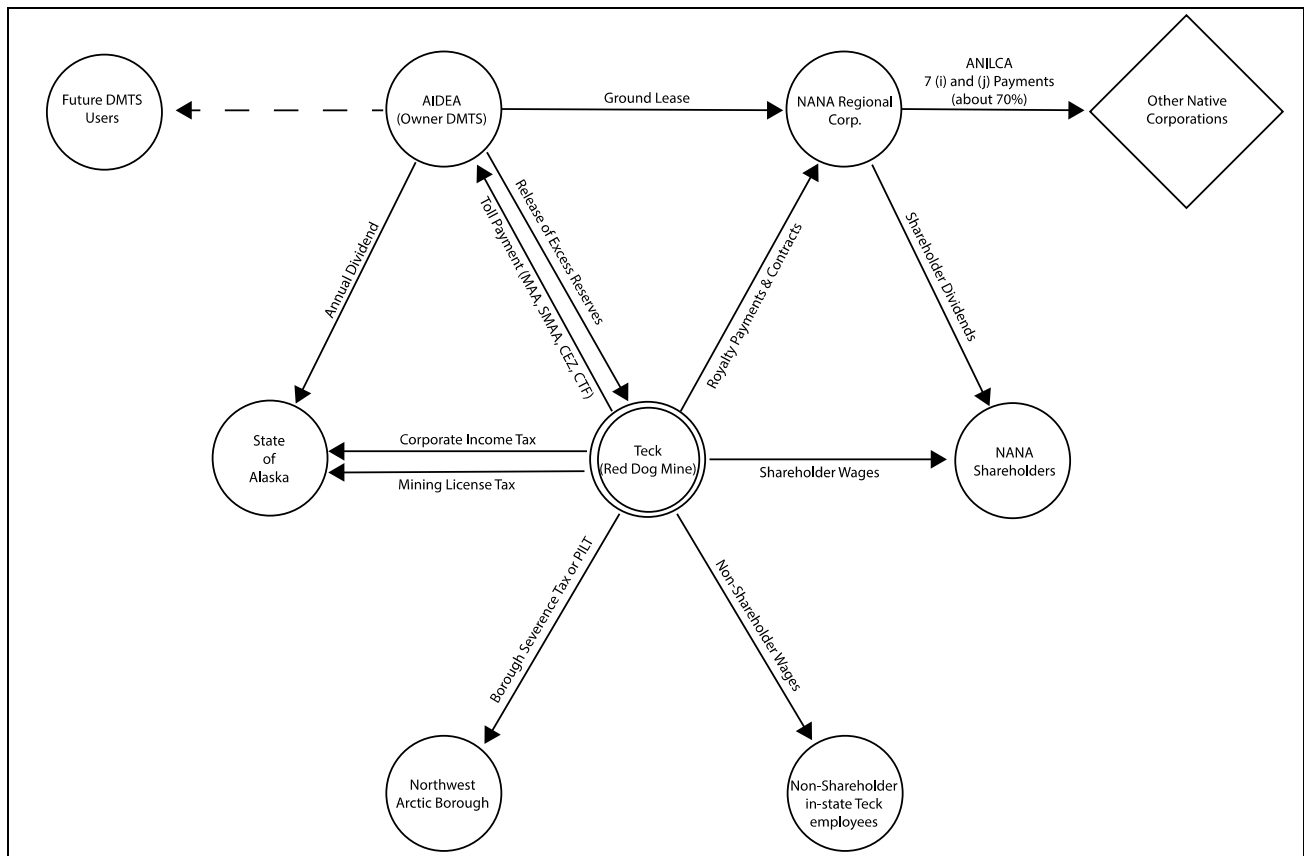 Future DMTS
Users
AIDEA
(Owner DMTS)
Ground Lease
NANA Regional
Corp.
ANILCA
7 (i) and (j) Payments
(about 70%)
Other Native
Corporations
Annual Dividend
Toll Payment (MAA, SMAA, CEZ, CTF)
Release of Excess Reserves
Royalty Payments & Contracts
Shareholder Dividends
State
of
Alaska
Corporate Income Tax
Mining License Tax
Teck
(Red Dog Mine)
Shareholder Wages
NANA
Shareholders
Borough Severence Tax or PILT
Non-Shareholder Wages
Northwest
Arctic Borough
Non-Shareholder
in-state Teck
employees